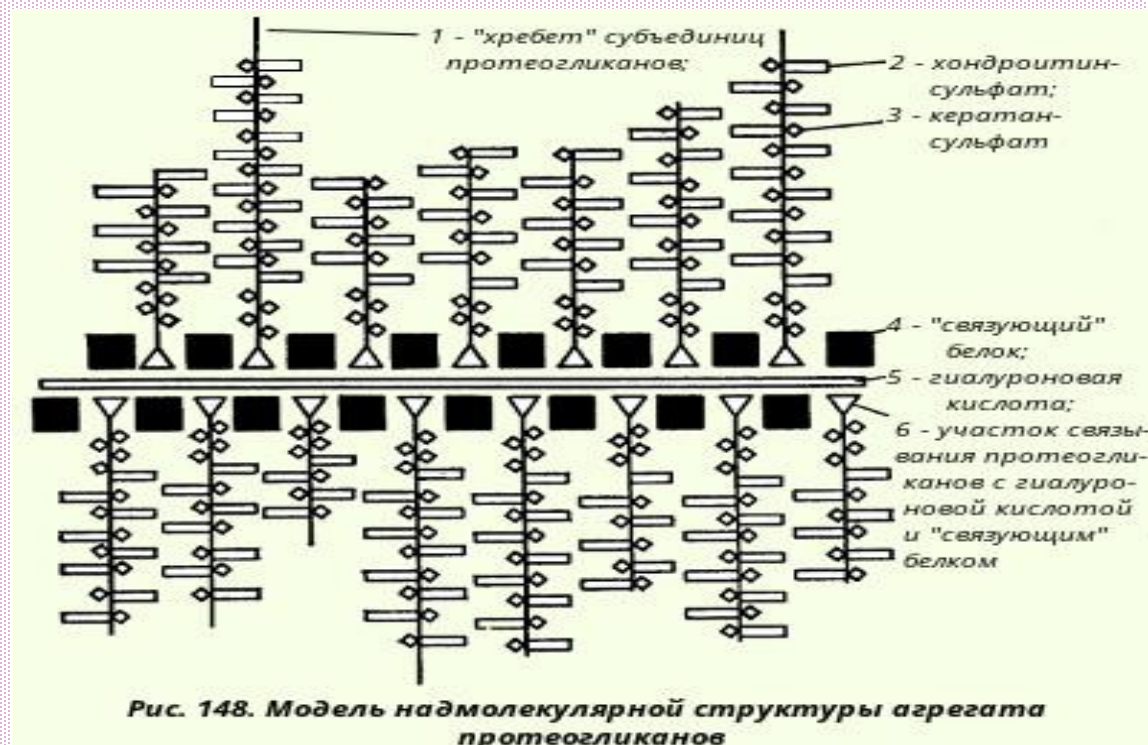 1 - "хребет" субъединиц
протеогликанов;
2 - хондроитин-
сульфат;
3 - кератан-
сульфат
4 - "связующий"
белок;
5 - гиалуроновая
кислота;
6 - участок связы-
вания протеогли-
канов с гиалуро-
новой кислотой
и "связующим"
белком
Рис. 148. Модель надмолекулярной структуры агрегата
протеогликанов